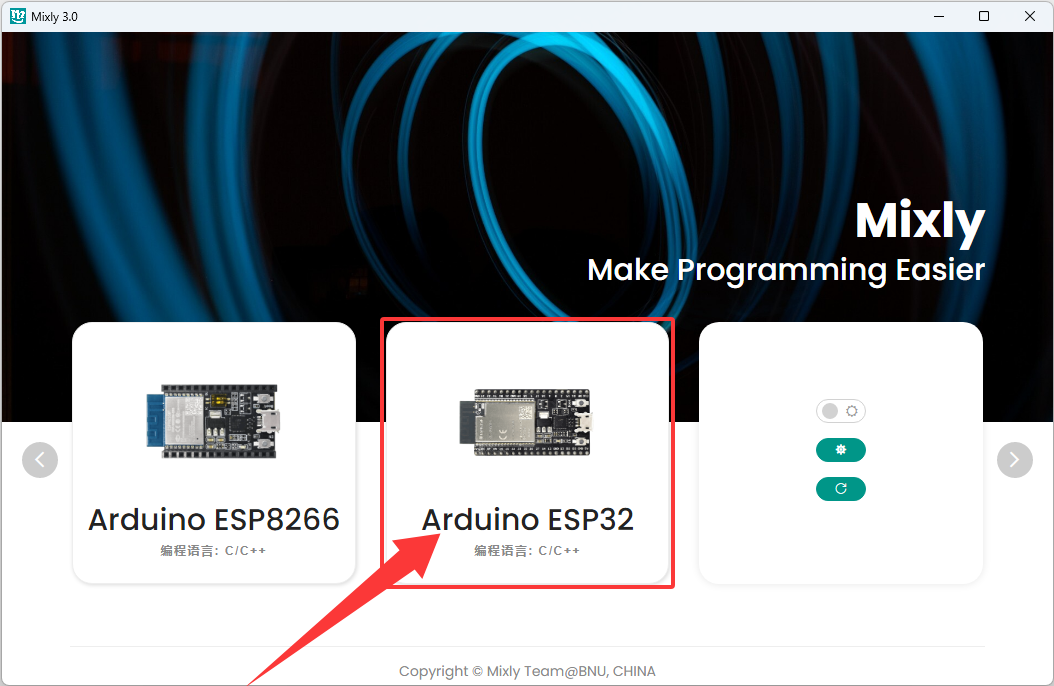 Mixly 3.0
Mixly
Make Programming Easier
Arduino ESP8266
编程语言: C/C++
Arduino ESP32
编程语言: C/C++
Copyright © Mixly Team@BNU, CHINA